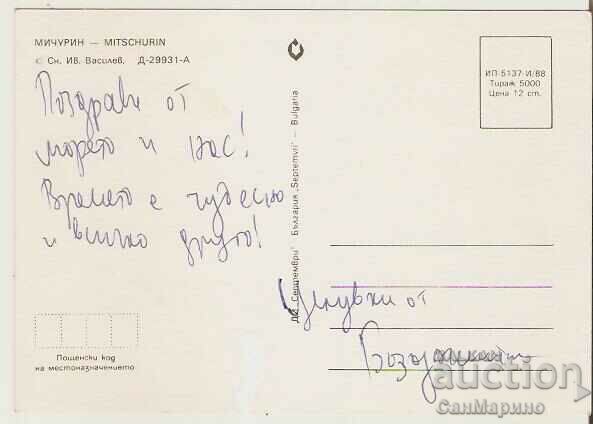 МИЧУРИН — MITSCHURIN
Сн. Ив. Василев. Д-29931-А
Поздрави от
морето и нас!
Времето е чудесно
и всичко друго!
Пощенски код
на местоназначението
ДП „Септември" България „Septemvri" — Bulgaria
ИП-5137-И/88
Тираж 5000
Цена 12 ст.
Целувки от
auction
СанМарино